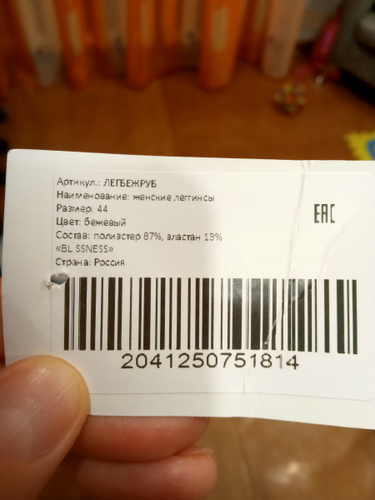 Артикул.: ЛЕГБЕЖРУБ
Наименование: женские леггинсы
Размер: 44
Цвет: бежевый
Состав: полиэстер 87%, эластан 13%
«BL SSNESS»
Страна: Россия
EAC
2041250751814